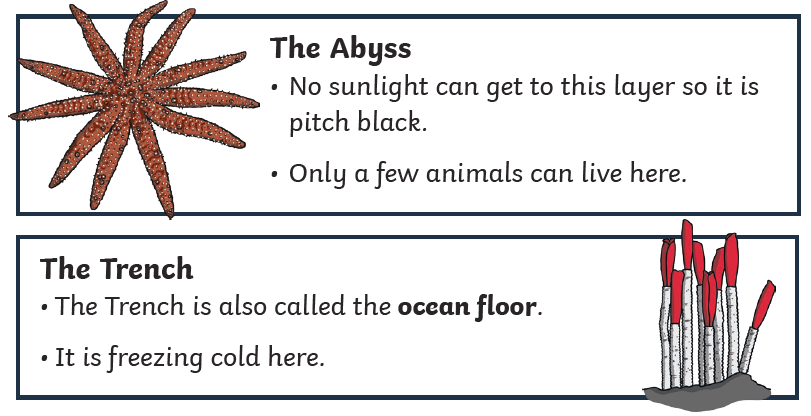 The Abyss
• No sunlight can get to this layer so it is
pitch black.
• Only a few animals can live here.
The Trench
• The Trench is also called the ocean floor.
• It is freezing cold here.